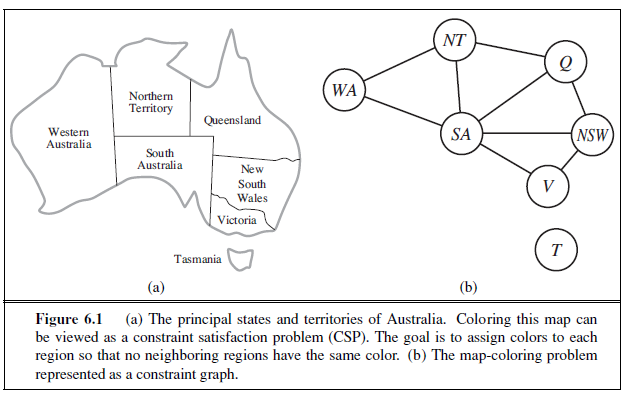 Western
Australia
Northern
Territory
Queensland
South
Australia
New
South
Wales
Victoria
Tasmania
(a)
NT
Q
WA
SA
NSW
V
T
(b)
Figure 6.1 (a) The principal states and territories of Australia. Coloring this map can
be viewed as a constraint satisfaction problem (CSP). The goal is to assign colors to each
region so that no neighboring regions have the same color. (b) The map-coloring problem
represented as a constraint graph.